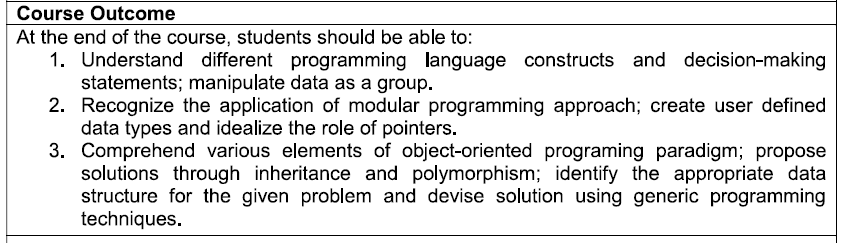 Course Outcome
At the end of the course, students should be able to:
1. Understand different programming language constructs and decision-making
statements; manipulate data as a group.
2. Recognize the application of modular programming approach; create user defined
data types and idealize the role of pointers.
3. Comprehend various elements of object-oriented programing paradigm; propose
solutions through inheritance and polymorphism; identify the appropriate data
structure for the given problem and devise solution using generic programming
techniques.